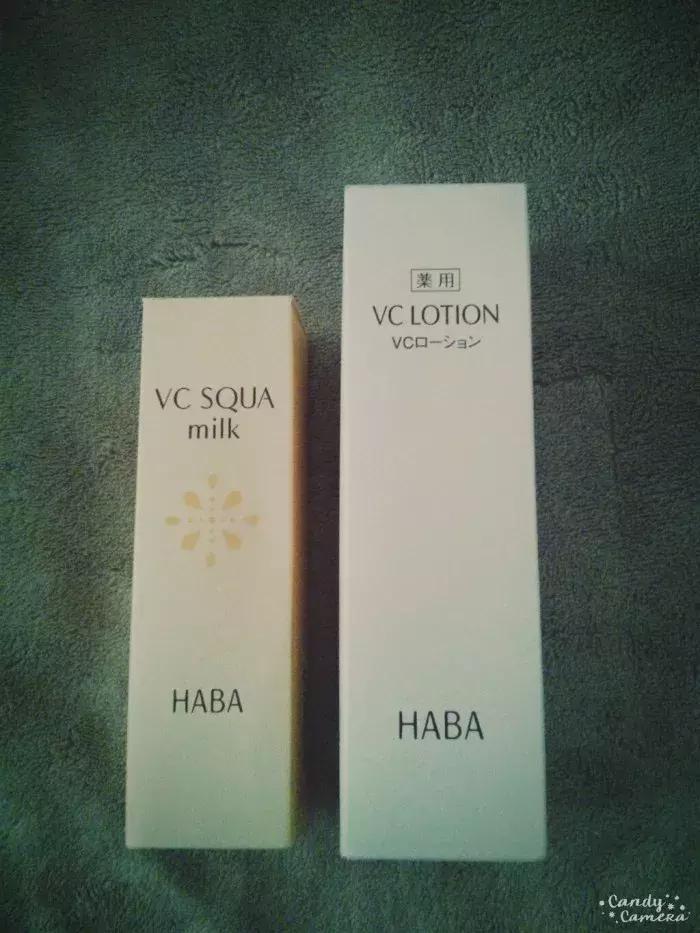 VC SQUA
milk
HABA
薬用
VC LOTION
VCローション
HABA
Candy
Camera